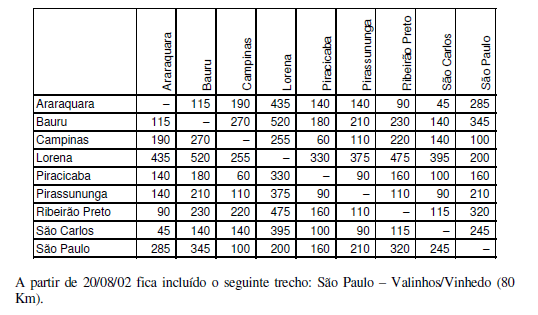 Araraquara Bauru Campinas Lorena Piracicaba Pirassununga Ribeirão Preto São Carlos São Paulo
Araraquara – 115 190 435 140 140 90 45 285
Bauru 115 – 270 520 180 210 230 140 345
Campinas 190 270 – 255 60 110 220 140 100
Lorena 435 520 255 – 330 375 475 395 200
Piracicaba 140 180 60 330 – 90 160 100 160
Pirassununga 140 210 110 375 90 – 110 90 210
Ribeirão Preto 90 230 220 475 160 110 – 115 320
São Carlos 45 140 140 395 100 90 115 – 245
São Paulo 285 345 100 200 160 210 320 245 –
A partir de 20/08/02 fica incluído o seguinte trecho: São Paulo – Valinhos/Vinhedo (80
Km).